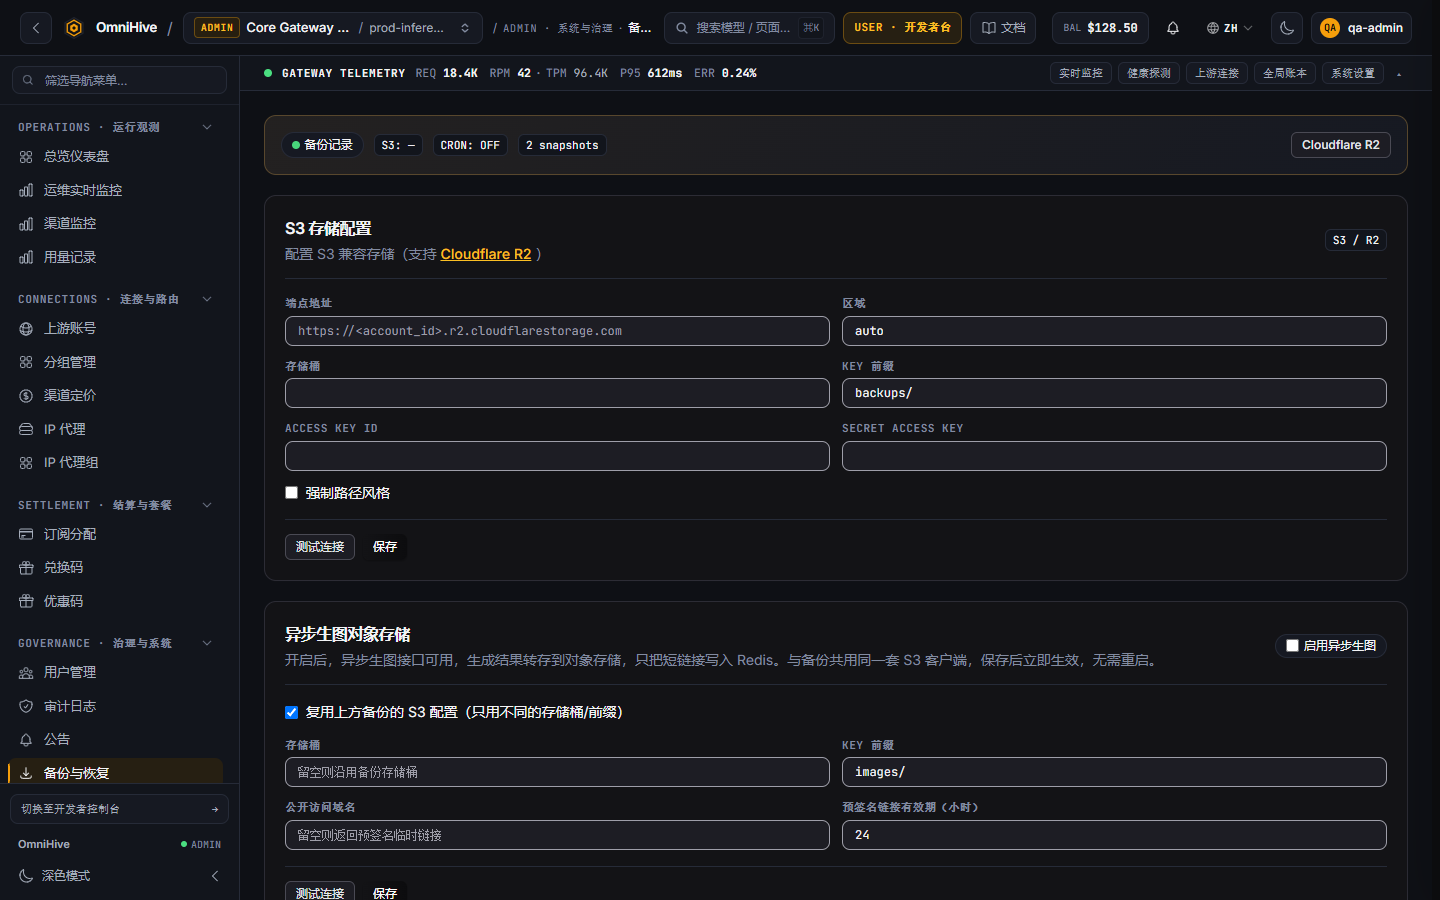 OmniHive /
ADMIN Core Gateway ... / prod-infere...
/ ADMIN · 系统与治理 · 备...
搜索模型 / 页面... ⌘K
USER · 开发者台
文档
BAL $128.50
ZH
QA qa-admin
筛选导航菜单...
GATEWAY TELEMETRY REQ 18.4K RPM 42 · TPM 96.4K P95 612ms ERR 0.24%
实时监控
健康探测
上游连接
全局账本
系统设置
OPERATIONS · 运行观测
总览仪表盘
运维实时监控
渠道监控
用量记录
CONNECTIONS · 连接与路由
上游账号
分组管理
渠道定价
IP 代理
IP 代理组
SETTLEMENT · 结算与套餐
订阅分配
兑换码
优惠码
GOVERNANCE · 治理与系统
用户管理
审计日志
公告
备份与恢复
切换至开发者控制台 →
OmniHive ADMIN
深色模式
备份记录
S3: —
CRON: OFF
2 snapshots
Cloudflare R2
S3 存储配置
配置 S3 兼容存储（支持 Cloudflare R2 ）
S3 / R2
端点地址
https://<account_id>.r2.cloudflarestorage.com
区域
auto
存储桶
KEY 前缀
backups/
ACCESS KEY ID
SECRET ACCESS KEY
强制路径风格
测试连接
保存
异步生图对象存储
开启后，异步生图接口可用，生成结果转存到对象存储，只把短链接写入 Redis。与备份共用同一套 S3 客户端，保存后立即生效，无需重启。
启用异步生图
复用上方备份的 S3 配置（只用不同的存储桶/前缀）
存储桶
留空则沿用备份存储桶
KEY 前缀
images/
公开访问域名
留空则返回预签名临时链接
预签名链接有效期（小时）
24
测试连接
保存